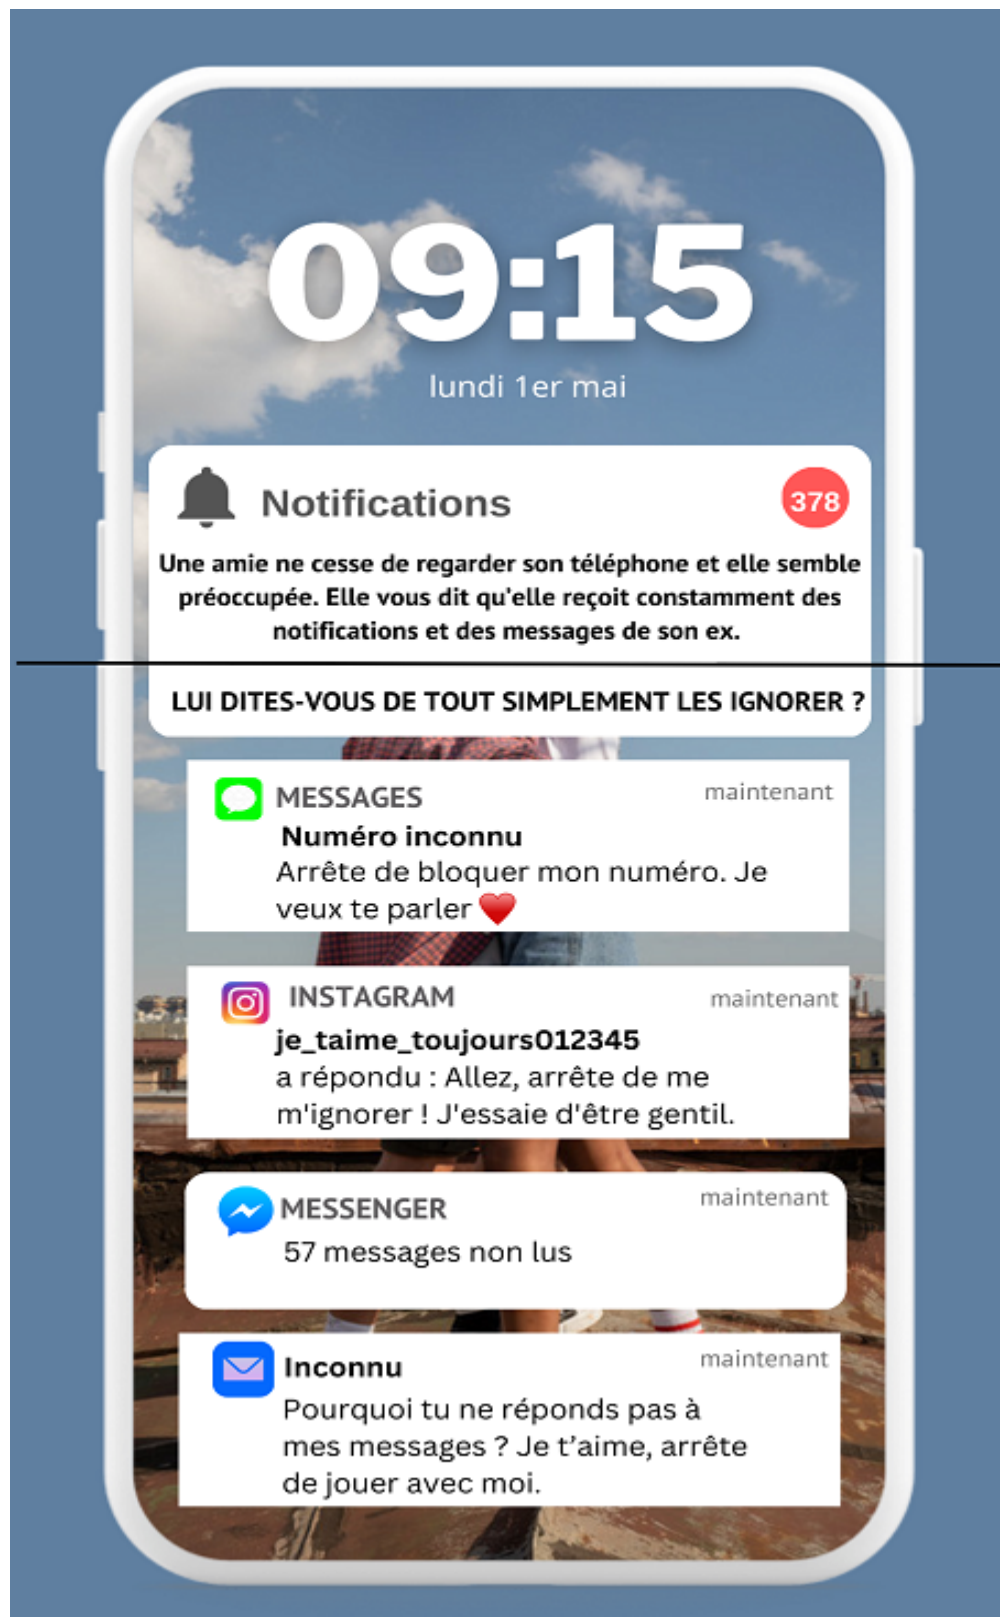 09:15
lundi 1er mai
Notifications
378
Une amie ne cesse de regarder son téléphone et elle semble
préoccupée. Elle vous dit qu'elle reçoit constamment des
notifications et des messages de son ex.
LUI DITES-VOUS DE TOUT SIMPLEMENT LES IGNORER ?
MESSAGES
maintenant
Numéro inconnu
Arrête de bloquer mon numéro. Je
veux te parler ❤️
INSTAGRAM
maintenant
je_taime_toujours012345
a répondu : Allez, arrête de me
m'ignorer ! J'essaie d'être gentil.
MESSENGER
maintenant
57 messages non lus
Inconnu
maintenant
Pourquoi tu ne réponds pas à
mes messages ? Je t’aime, arrête
de jouer avec moi.